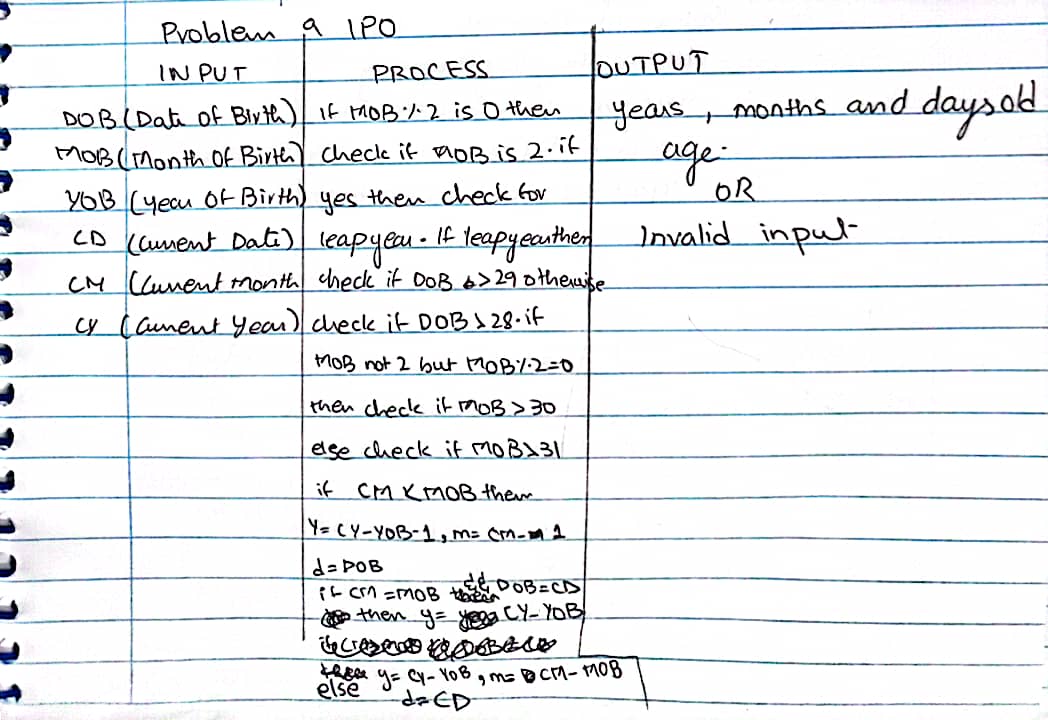 Problem 9 IPO
INPUT PROCESS OUTPUT
DOB (Date Of Birth) If MOB % 2 is 0 then years, months and days old
MOB (Month Of Birth) check if MOB is 2. if age.
YOB (year Of Birth) yes then check for OR
CD (Current Date) leapyear. If leapyear then Invalid input
CM (Current month check if DOB >29 otherwise
CY (Current Year) check if DOB > 28. if
MOB not 2 but MOB % 2=0
then check if MOB > 30
else check if MOB > 31
if CM < MOB then
Y= CY-YOB-1, m= CM-1
d= DOB
if CM = MOB && DOB=CD
then y= CY-YOB
y= CY-YOB, m= CM-MOB
else d= CD